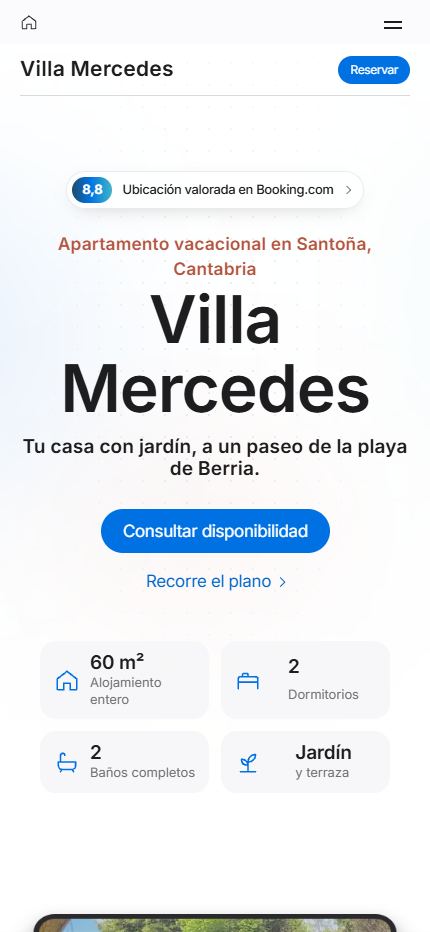 Villa Mercedes
Reservar
8,8 Ubicación valorada en Booking.com
Apartamento vacacional en Santoña,
Cantabria
Villa
Mercedes
Tu casa con jardín, a un paseo de la playa
de Berria.
Consultar disponibilidad
Recorre el plano
60 m²
Alojamiento
entero
2
Dormitorios
2
Baños completos
Jardín
y terraza